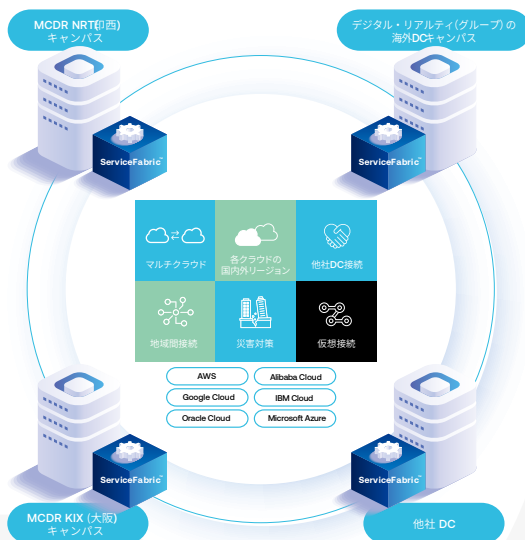 MCDR NRT(印西)
キャンパス
デジタル・リアルティ(グループ) の
海外DCキャンパス
ServiceFabric™
ServiceFabric™
マルチクラウド
各クラウドの
国内外リージョン
他社DC接続
地域間接続
災害対策
仮想接続
AWS
Alibaba Cloud
Google Cloud
IBM Cloud
Oracle Cloud
Microsoft Azure
ServiceFabric™
ServiceFabric™
MCDR KIX (大阪)
キャンパス
他社 DC